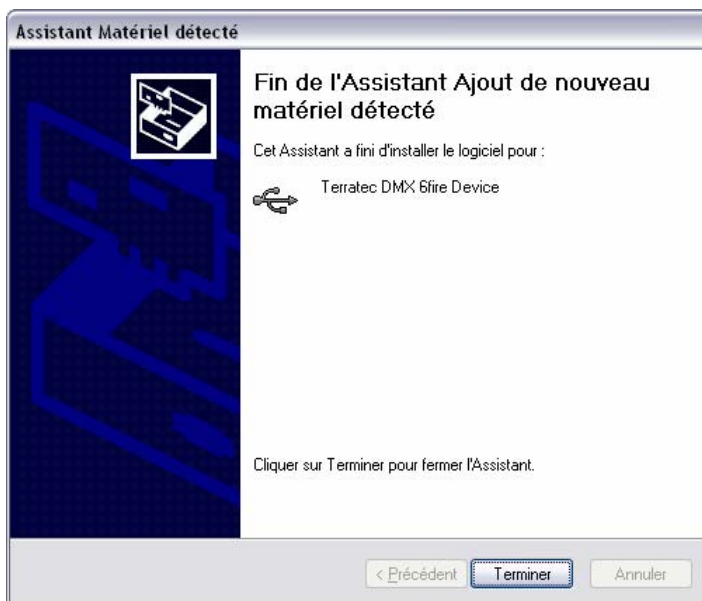 Assistant Matériel détecté
Fin de l'Assistant Ajout de nouveau
matériel détecté
Cet Assistant a fini d'installer le logiciel pour :
Terratec DMX 6fire Device
Cliquer sur Terminer pour fermer l'Assistant.
< Précédent
Terminer
Annuler